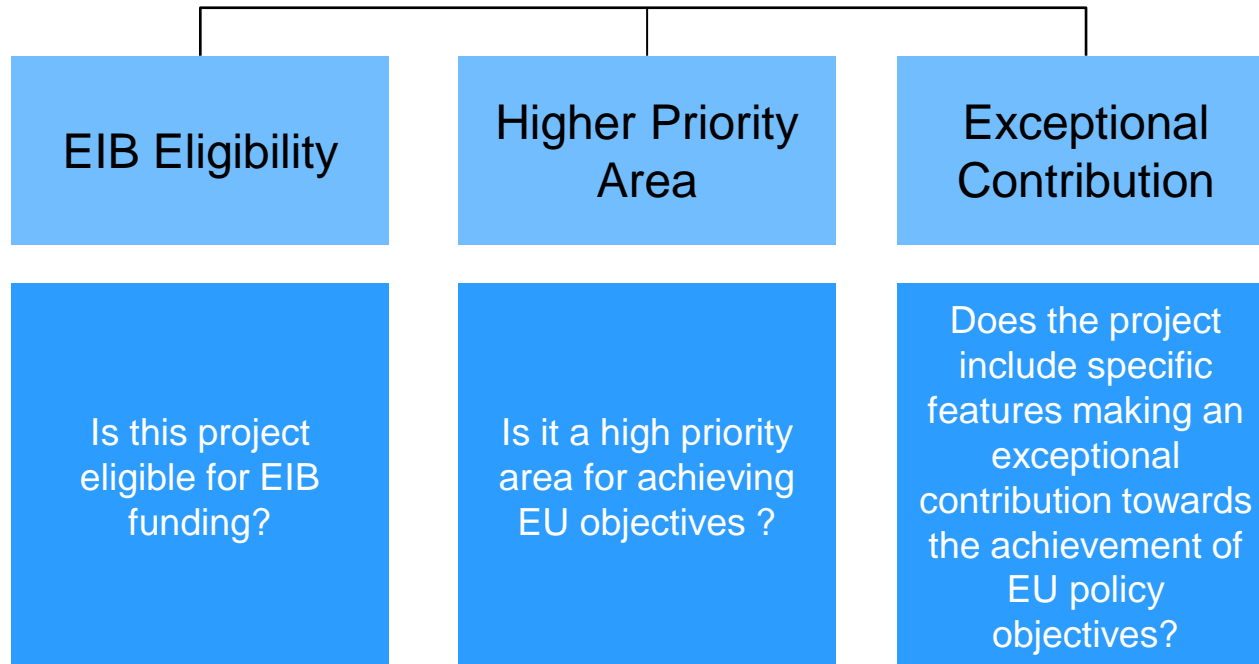 EIB Eligibility
Higher Priority
Area
Exceptional
Contribution
Is this project
eligible for EIB
funding?
Is it a high priority
area for achieving
EU objectives ?
Does the project
include specific
features making an
exceptional
contribution towards
the achievement of
EU policy
objectives?